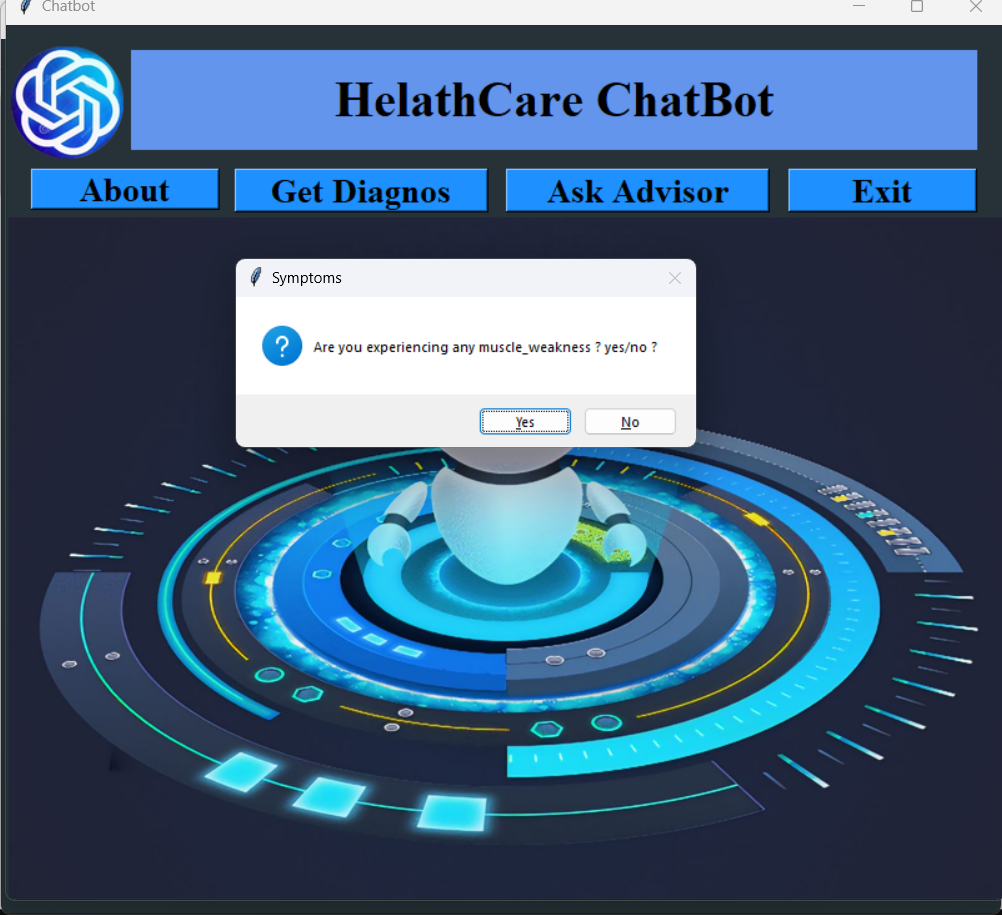 Chatbot
HelathCare ChatBot
About
Get Diagnos
Ask Advisor
Exit
Symptoms
Are you experiencing any muscle_weakness ? yes/no ?
Yes
No